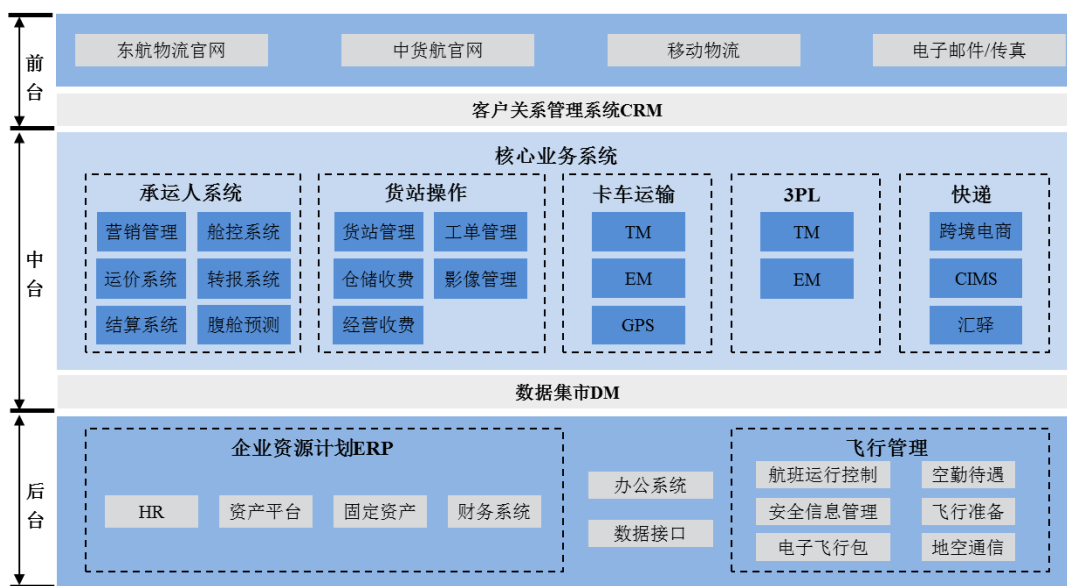 前台
东航物流官网
中货航官网
移动物流
电子邮件/传真
客户关系管理系统CRM
中台
核心业务系统
承运人系统
营销管理
舱控系统
运价系统
转报系统
结算系统
腹舱预测
货站操作
货站管理
工单管理
仓储收费
影像管理
经营收费
卡车运输
TM
EM
GPS
3PL
TM
EM
快递
跨境电商
CIMS
汇驿
数据集市DM
后台
企业资源计划ERP
HR
资产平台
固定资产
财务系统
办公系统
数据接口
飞行管理
航班运行控制
空勤待遇
安全信息管理
飞行准备
电子飞行包
地空通信